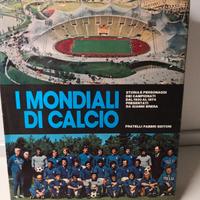 I MONDIALI
DI CALCIO
STORIA E PERSONAGGI
DEI CAMPIONATI
DAL 1930 AL 1974
PRESENTATI
DA GIANNI BRERA
FRATELLI FABBRI EDITORI